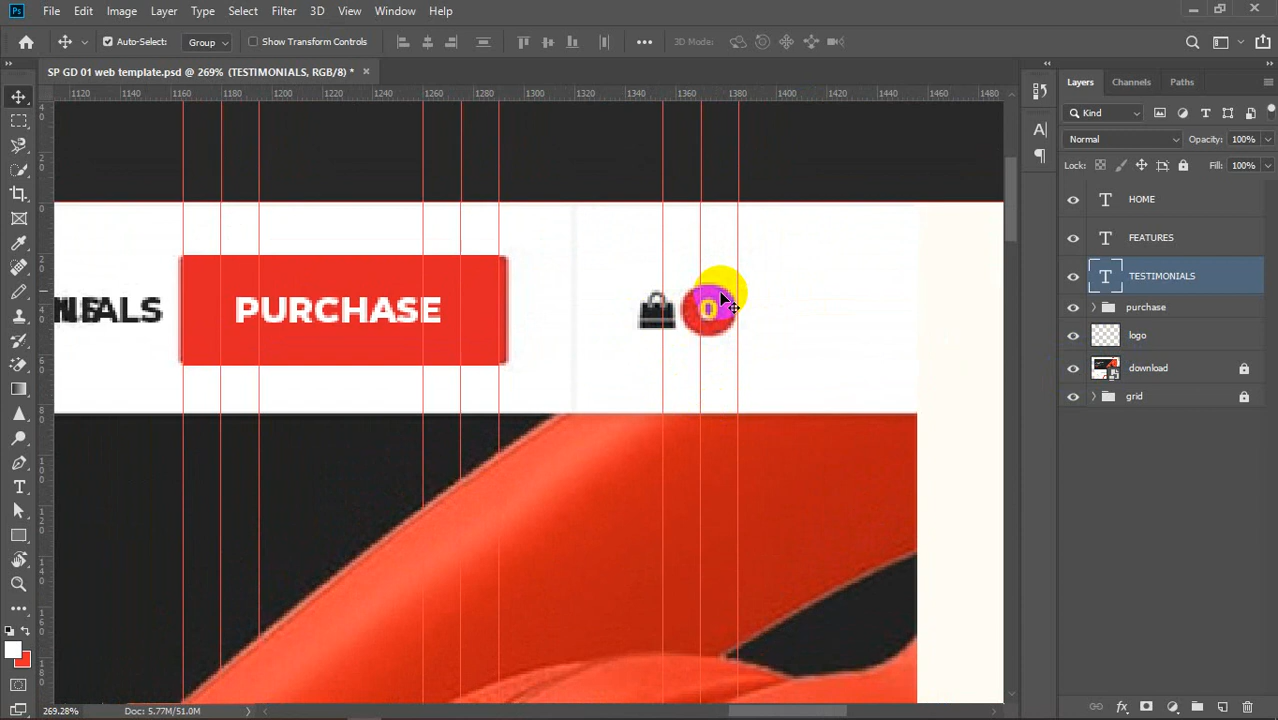 Ps File Edit Image Layer Type Select Filter 3D View Window Help
Auto-Select: Group Show Transform Controls 3D Mode:
SP GD 01 web template.psd @ 269% (TESTIMONIALS, RGB/8) * ×
1120 1140 1160 1180 1200 1220 1240 1260 1280 1300 1320 1340 1360 1380 1400 1420 1440 1460 1480
Layers Channels Paths
Kind
Normal Opacity: 100%
Lock: Fill: 100%
HOME
FEATURES
TESTIMONIALS
purchase
logo
download
grid
IALS PURCHASE 0
269.28% Doc: 5.77M/51.0M